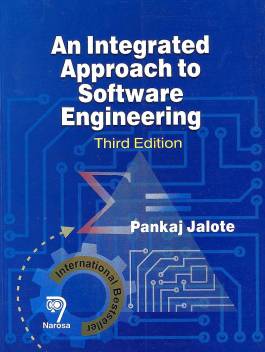 An Integrated
Approach to
Software
Engineering
Third Edition
Pankaj Jalote
International Bestseller
Narosa